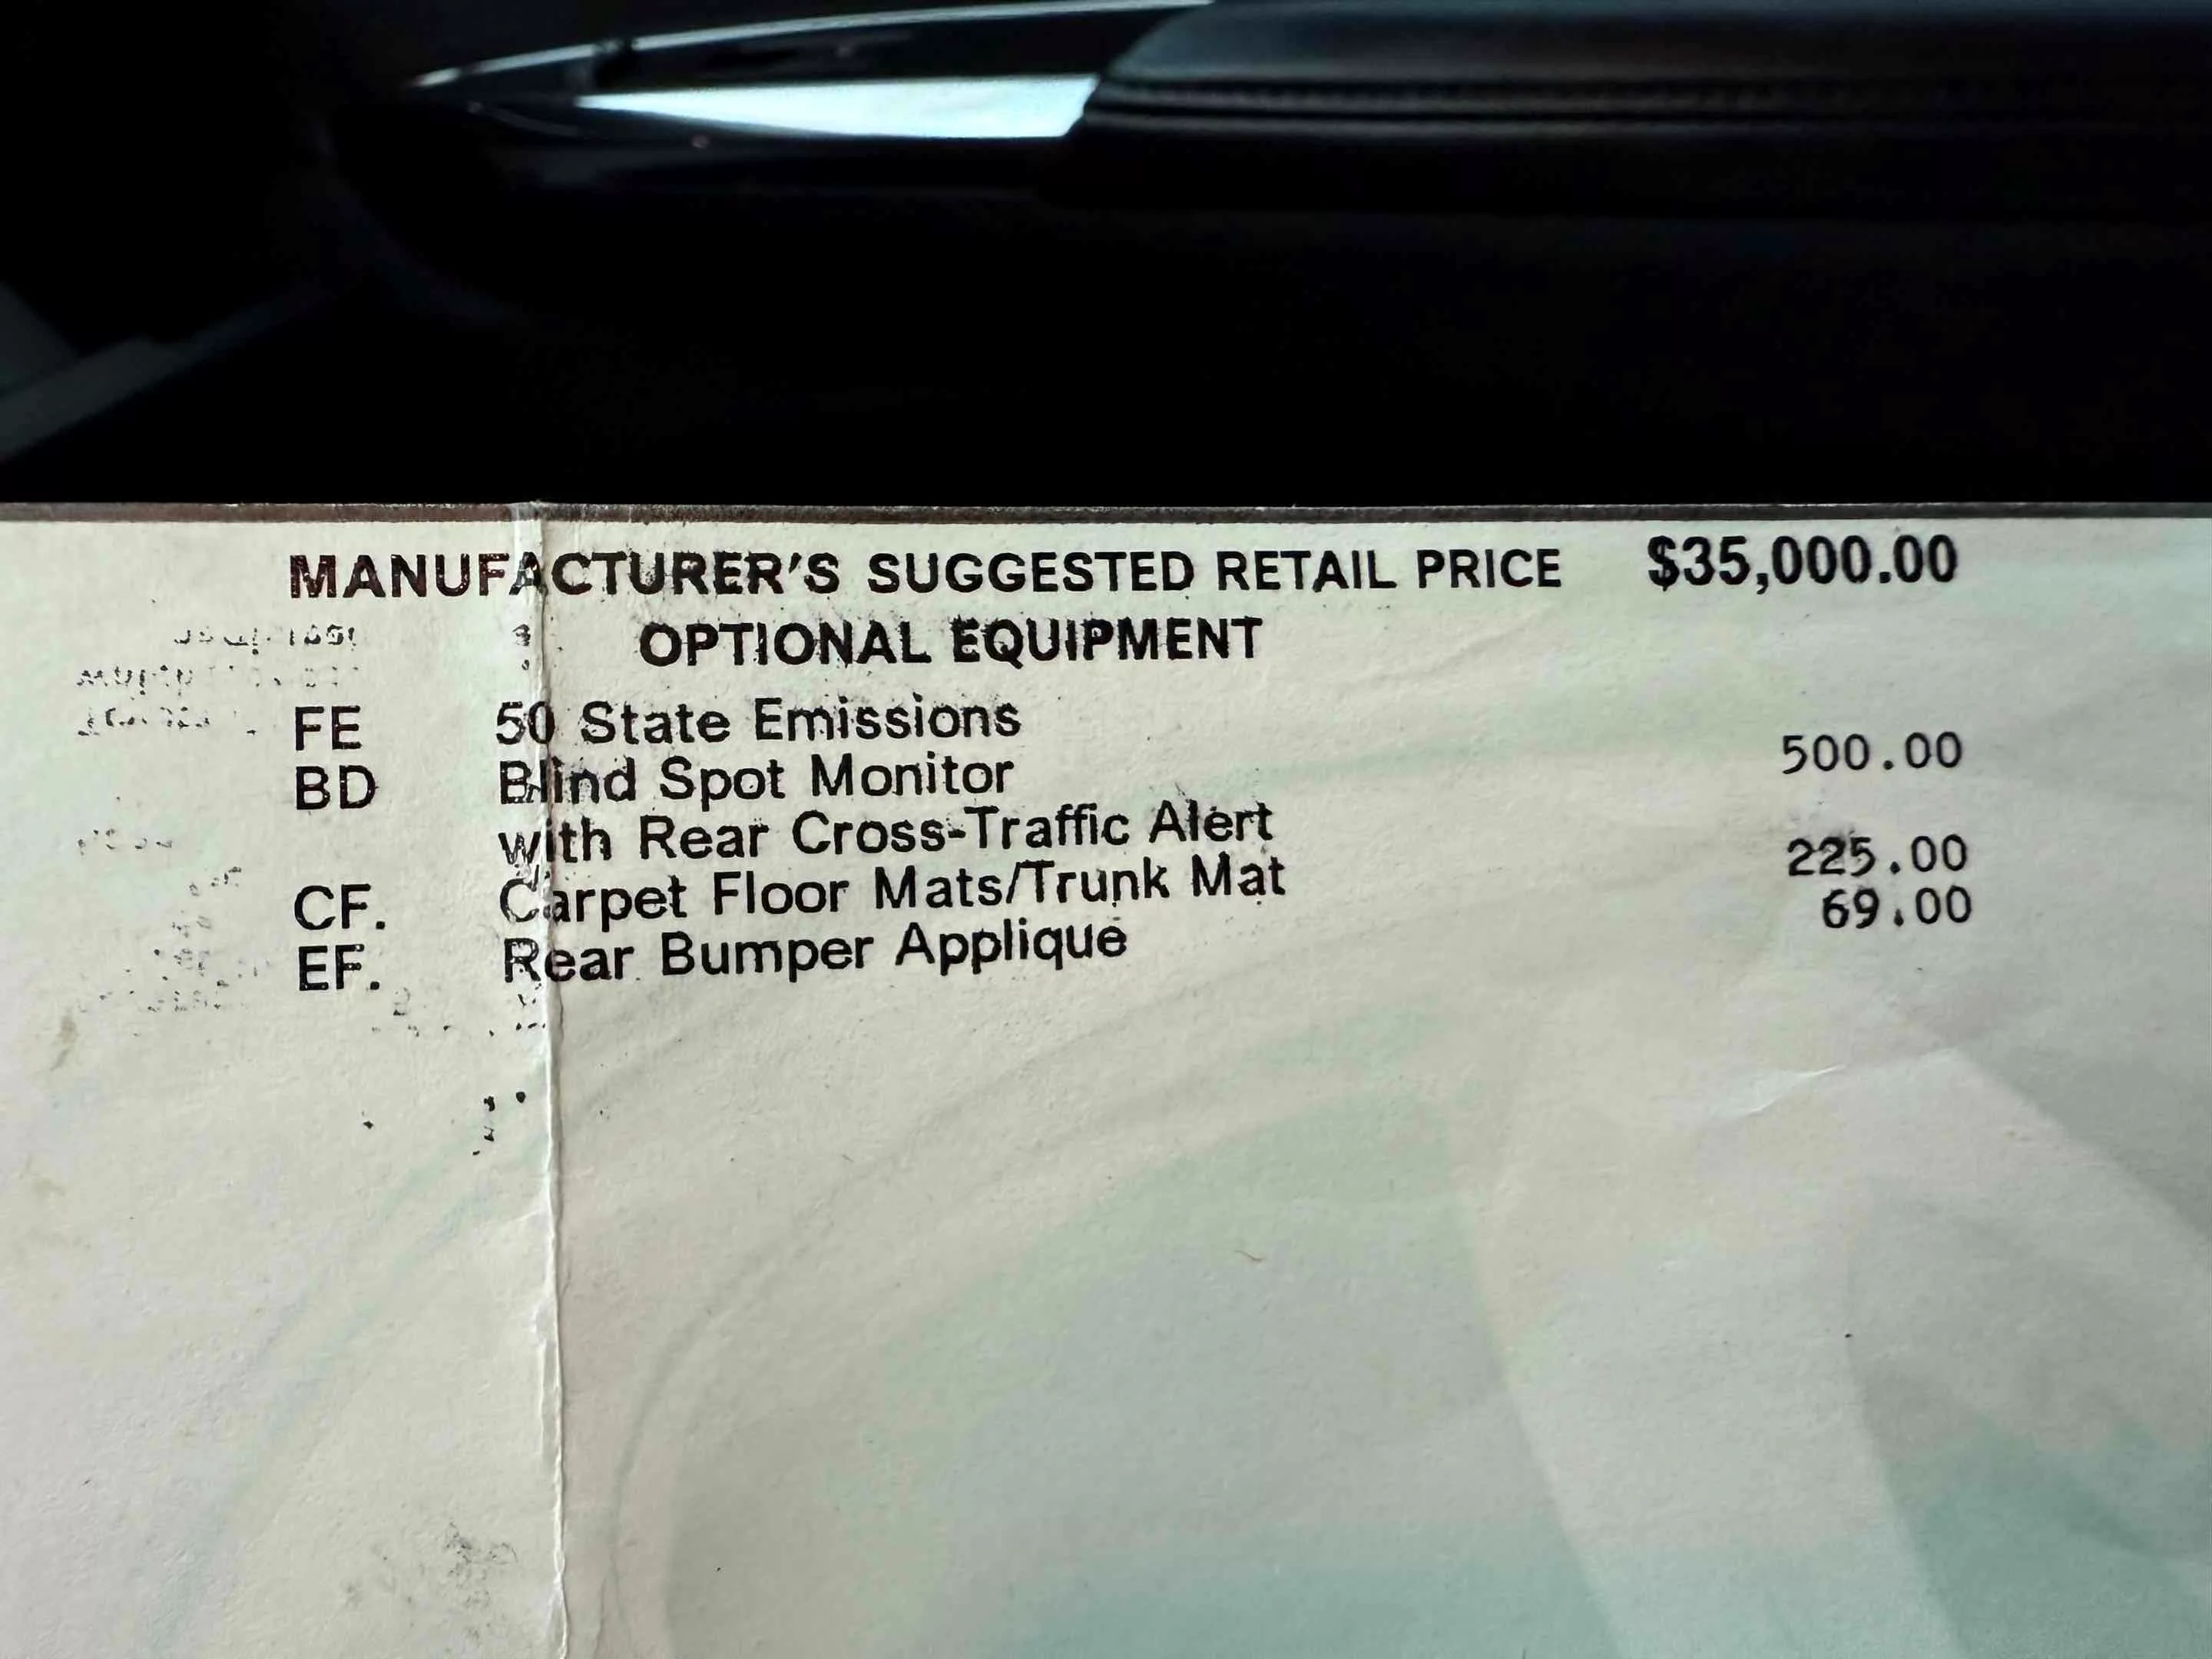 MANUFACTURER'S SUGGESTED RETAIL PRICE $35,000.00
OPTIONAL EQUIPMENT
FE 50 State Emissions
BD Blind Spot Monitor 500.00
with Rear Cross-Traffic Alert
CF. Carpet Floor Mats/Trunk Mat 225.00
EF. Rear Bumper Applique 69.00